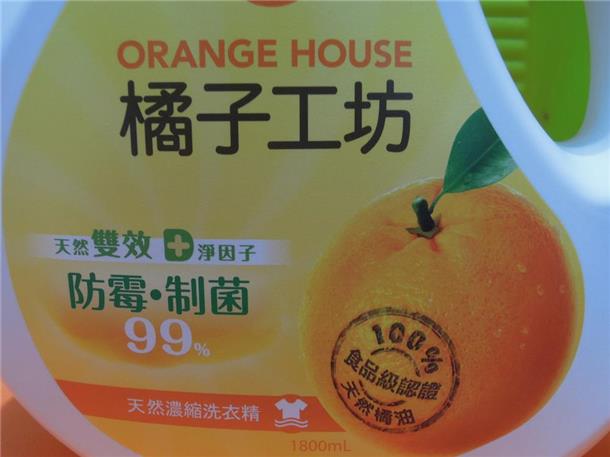 ORANGE HOUSE
橘子工坊
天然雙效 淨因子
防霉·制菌
99%
100%
食品級認證
天然橘油
天然濃縮洗衣精
1800mL